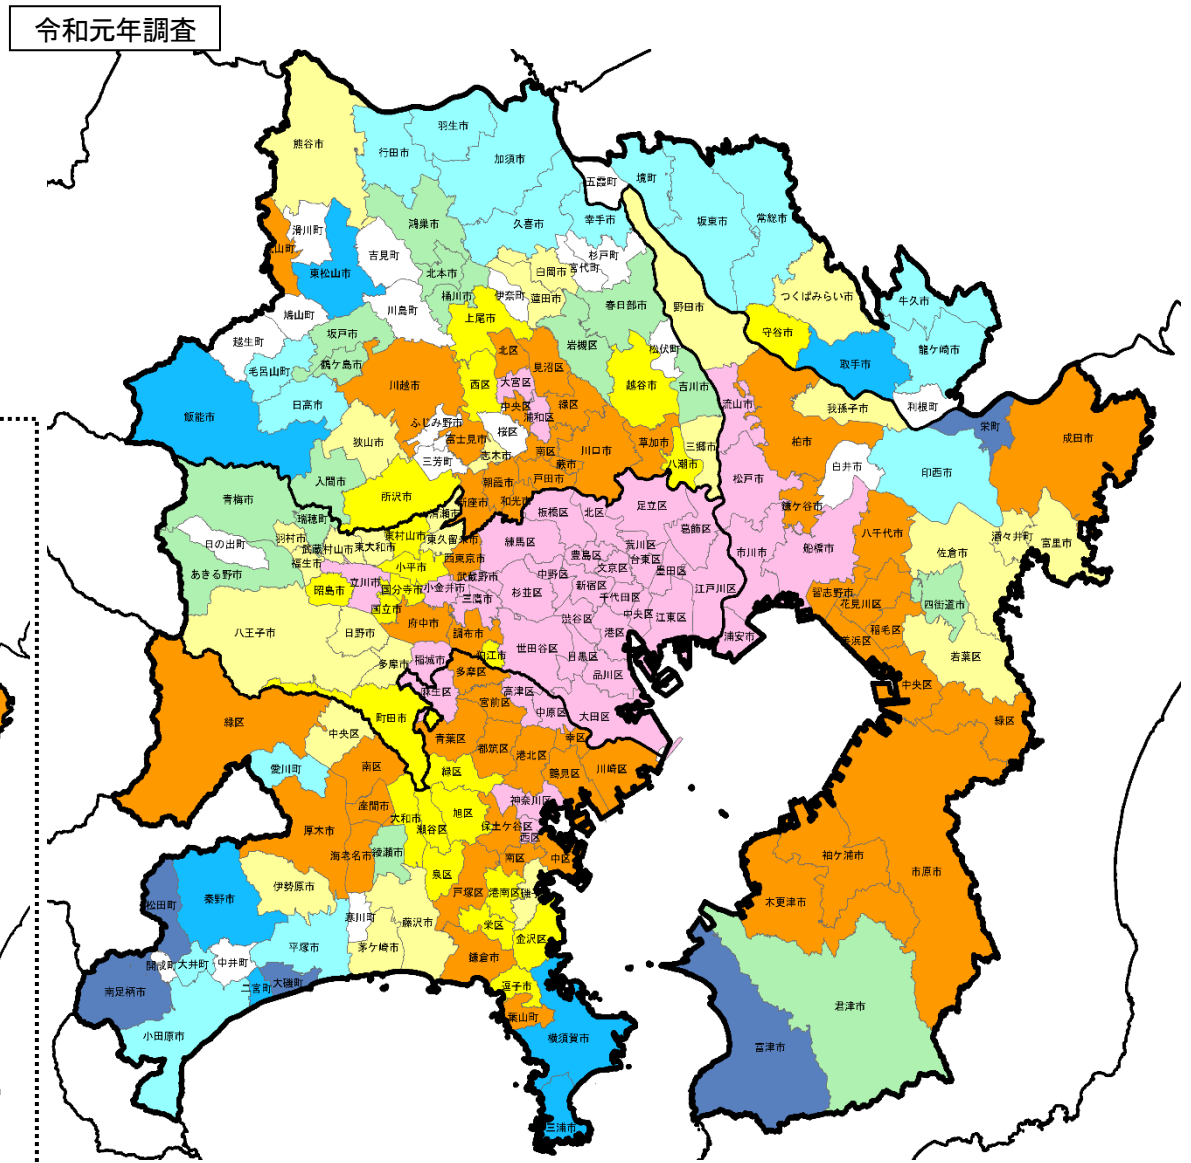 令和元年調査
羽生市
熊谷市
行田市
加須市
五霞町
境町
滑川町
鴻巣市
久喜市
幸手市
坂東市
常総市
山町
東松山市
吉見町
北本市
白岡市
宮代町
杉戸町
桶川市
伊奈町
蓮田市
春日部市
野田市
つくばみらい市
牛久市
鳩山町
川島町
上尾市
守谷市
越生町
坂戸市
岩槻区
松伏町
龍ケ崎市
毛呂山町
鶴ケ島市
北区
見沼区
取手市
飯能市
川越市
西区
大宮区
越谷市
吉川市
日高市
中央区
緑区
流山市
我孫子市
利根町
ふじみ野市
浦和区
栄町
狭山市
富士見市
桜区
草加市
三郷市
柏市
成田市
三芳町
志木市
南区
川口市
八潮市
白井市
印西市
入間市
朝霞市
戸田市
蕨市
松戸市
青梅市
所沢市
新座市
和光市
鎌ケ谷市
瑞穂町
清瀬市
板橋区
北区
足立区
葛飾区
日の出町
羽村市
武蔵村山市
東大和市
東村山市
東久留米市
練馬区
荒川区
市川市
船橋市
八千代市
佐倉市
酒々井町
富里市
福生市
小平市
西東京市
豊島区
台東区
あきる野市
立川市
武蔵野市
中野区
文京区
墨田区
昭島市
国分寺市
小金井市
三鷹市
杉並区
新宿区
千代田区
江戸川区
習志野市
花見川区
四街道市
国立市
渋谷区
中央区
江東区
八王子市
日野市
府中市
調布市
港区
浦安市
稲毛区
美浜区
多摩市
稲城市
狛江市
世田谷区
目黒区
若葉区
多摩区
品川区
中央区
麻生区
高津区
緑区
町田市
宮前区
中原区
大田区
緑区
中央区
青葉区
都筑区
港北区
幸区
愛川町
南区
緑区
鶴見区
川崎区
座間市
神奈川区
厚木市
大和市
瀬谷区
旭区
保土ケ谷区
西区
海老名市
綾瀬市
南区
中区
袖ケ浦市
市原市
伊勢原市
泉区
戸塚区
港南区
磯子
秦野市
松田町
寒川町
藤沢市
栄区
木更津市
平塚市
茅ケ崎市
金沢区
開成町
大井町
中井町
鎌倉市
南足柄市
二宮町
大磯町
逗子市
君津市
葉山町
小田原市
横須賀市
富津市
三浦市